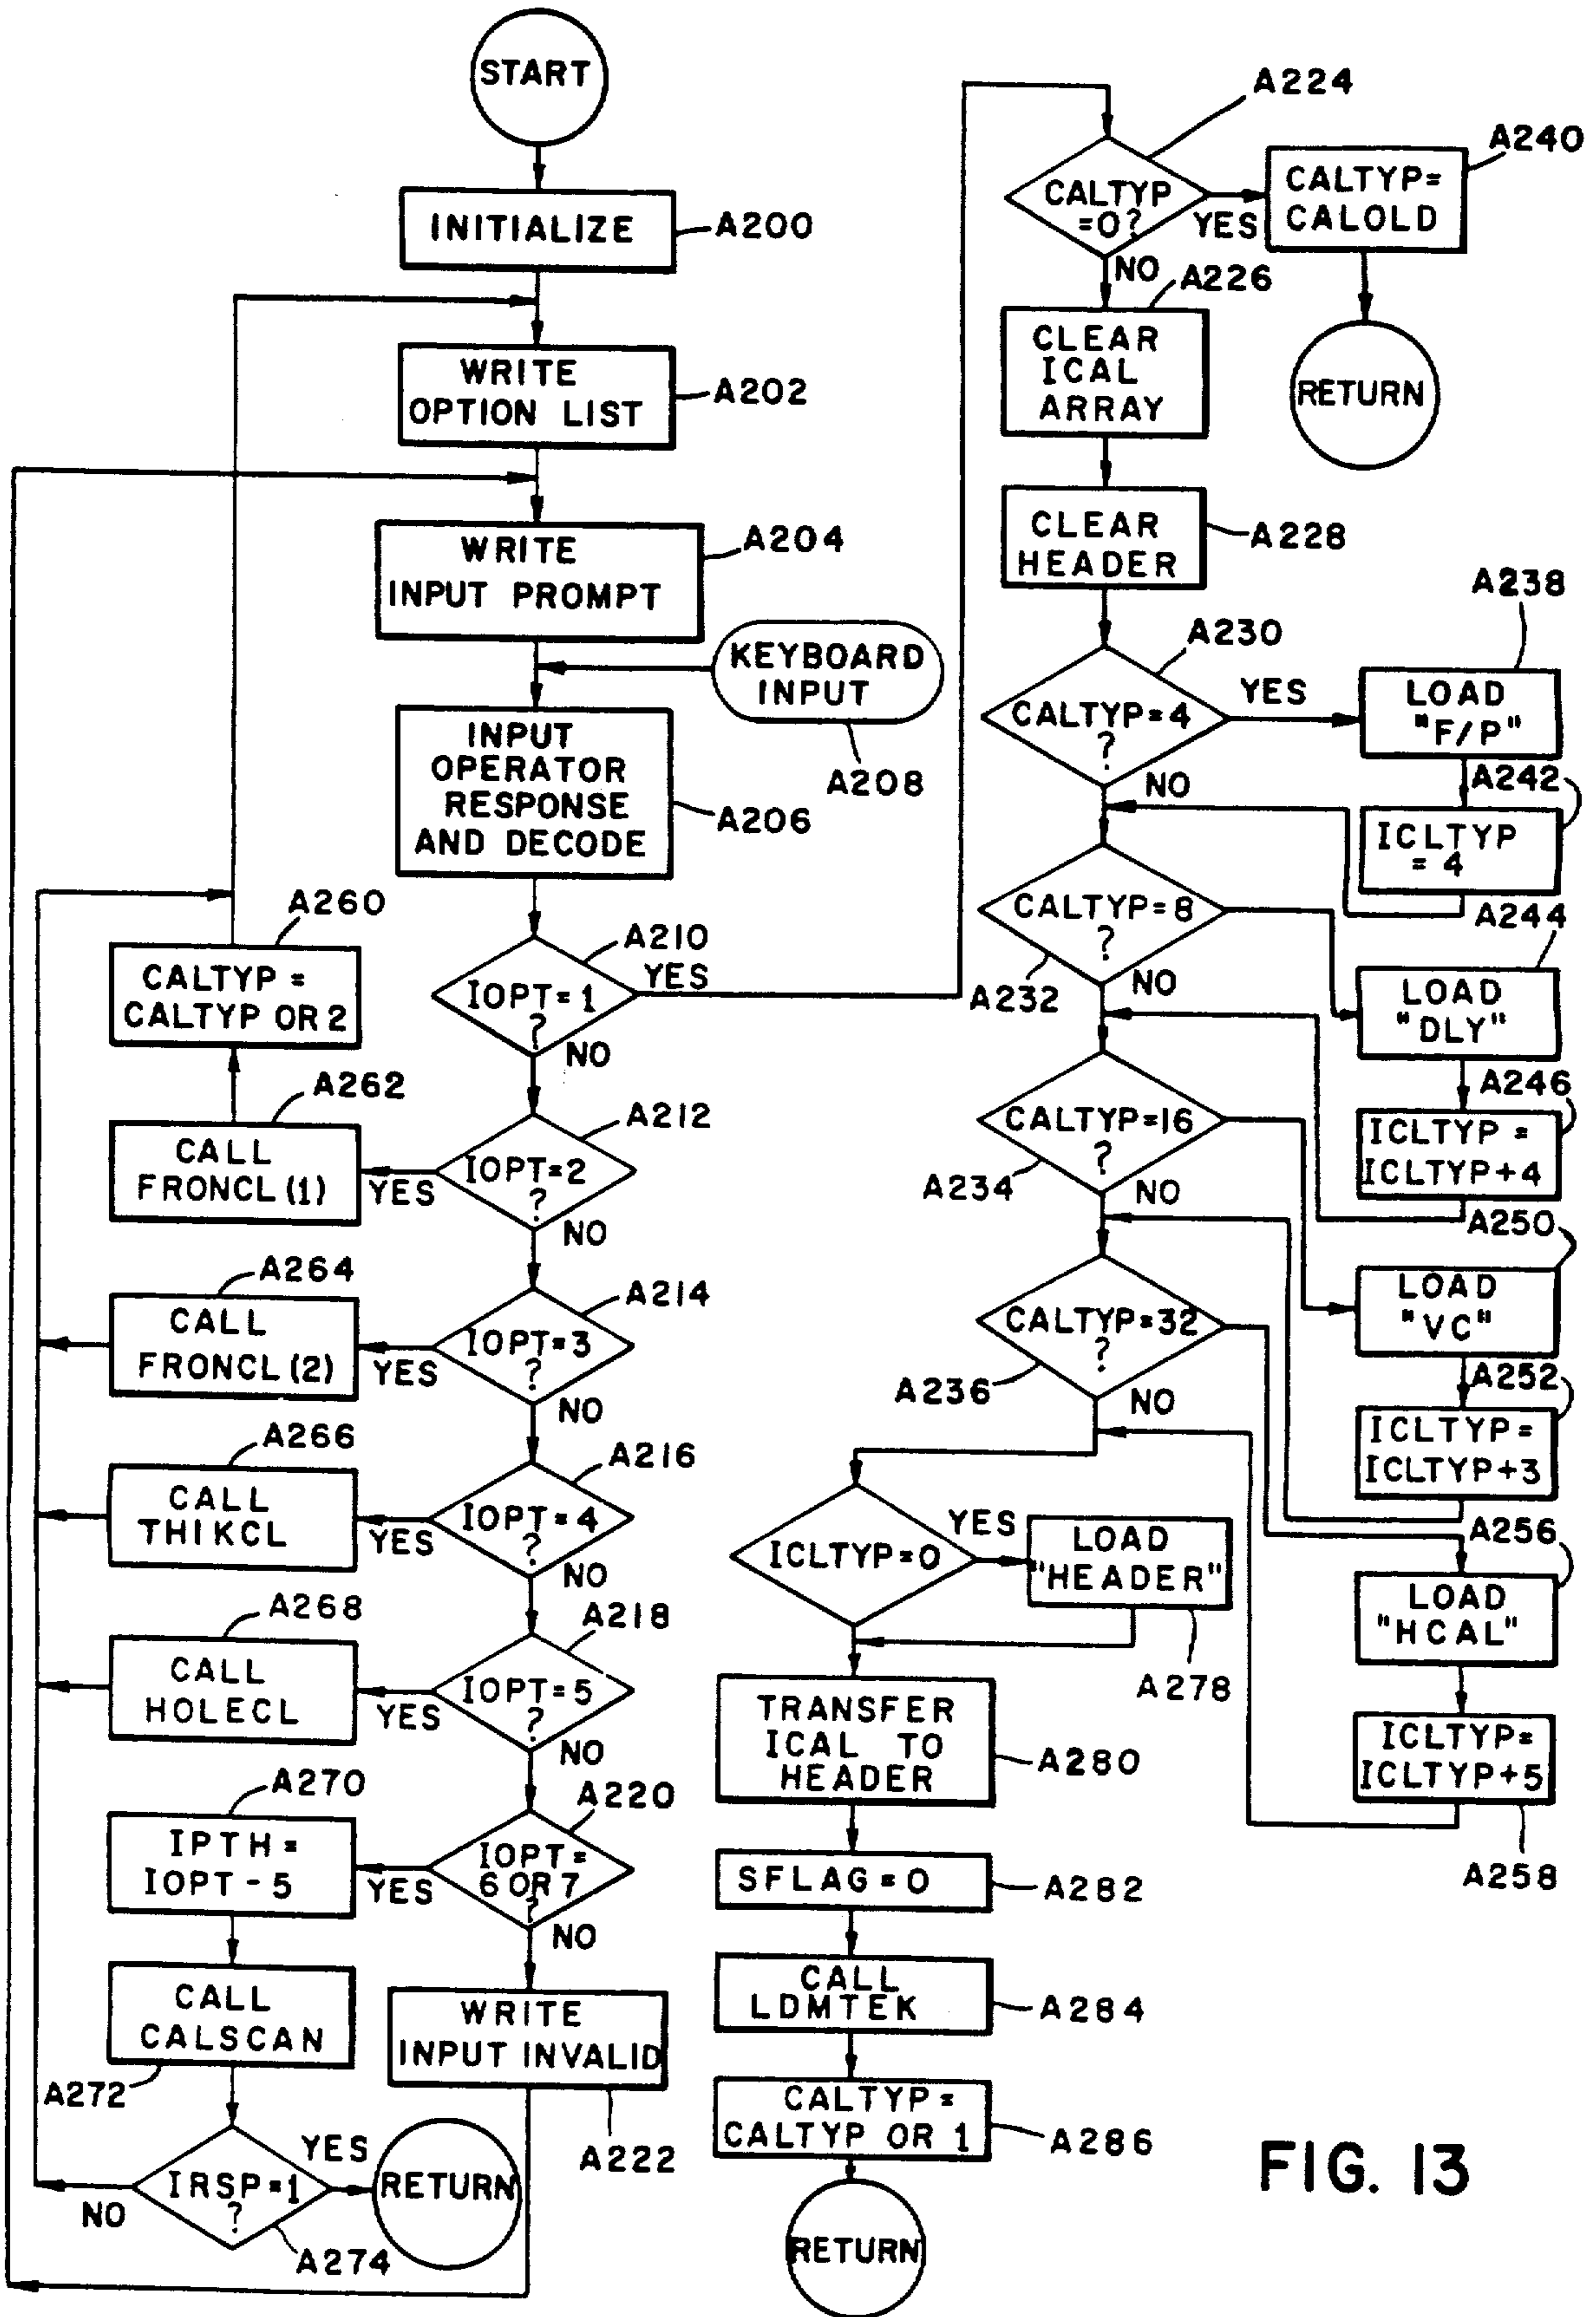 START
INITIALIZE
A200
WRITE
OPTION LIST
A202
WRITE
INPUT PROMPT
A204
KEYBOARD
INPUT
A208
INPUT
OPERATOR
RESPONSE
AND DECODE
A206
A210
IOPT=1
?
YES
NO
A260
CALTYP =
CALTYP OR 2
A262
CALL
FRONCL(1)
A212
IOPT=2
?
YES
NO
A264
CALL
FRONCL(2)
A214
IOPT=3
?
YES
NO
A266
CALL
THIKCL
A216
IOPT=4
?
YES
NO
A268
CALL
HOLECL
A218
IOPT=5
?
YES
NO
A270
IPTH =
IOPT-5
A220
IOPT=
6 OR 7
?
YES
NO
CALL
CALSCAN
A272
WRITE
INPUT INVALID
A222
IRSP=1
?
YES
NO
A274
RETURN
A224
CALTYP
=0?
YES
NO
A240
CALTYP=
CALOLD
RETURN
A226
CLEAR
ICAL
ARRAY
CLEAR
HEADER
A228
A230
CALTYP=4
?
YES
NO
A238
LOAD
"F/P"
A242
ICLTYP
=4
CALTYP=8
?
A232
NO
A244
LOAD
"DLY"
A246
ICLTYP =
ICLTYP+4
CALTYP=16
?
A234
NO
A250
LOAD
"VC"
A252
ICLTYP=
ICLTYP+3
CALTYP=32
?
A236
NO
A256
LOAD
"HCAL"
ICLTYP=
ICLTYP+5
A258
ICLTYP=0
YES
LOAD
"HEADER"
A278
TRANSFER
ICAL TO
HEADER
A280
SFLAG=0
A282
CALL
LDMTEK
A284
CALTYP=
CALTYP OR 1
A286
RETURN
FIG. 13